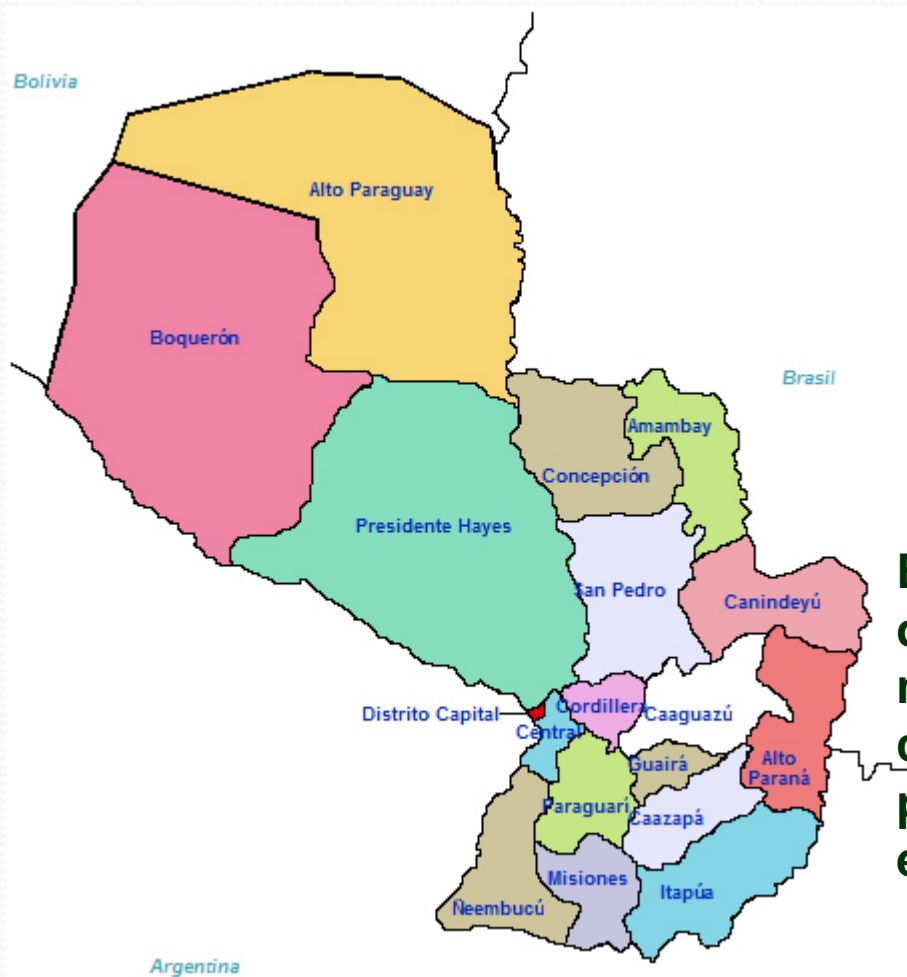 Bolivia
Alto Paraguay
Boquerón
Brasil
Amambay
Concepción
Presidente Hayes
San Pedro
Canindeyú
Distrito Capital
Cordillera
Caaguazú
Central
Guairá
Alto
Paraná
Paraguarí
Caazapá
Misiones
Itapúa
Ñeembucú
Argentina